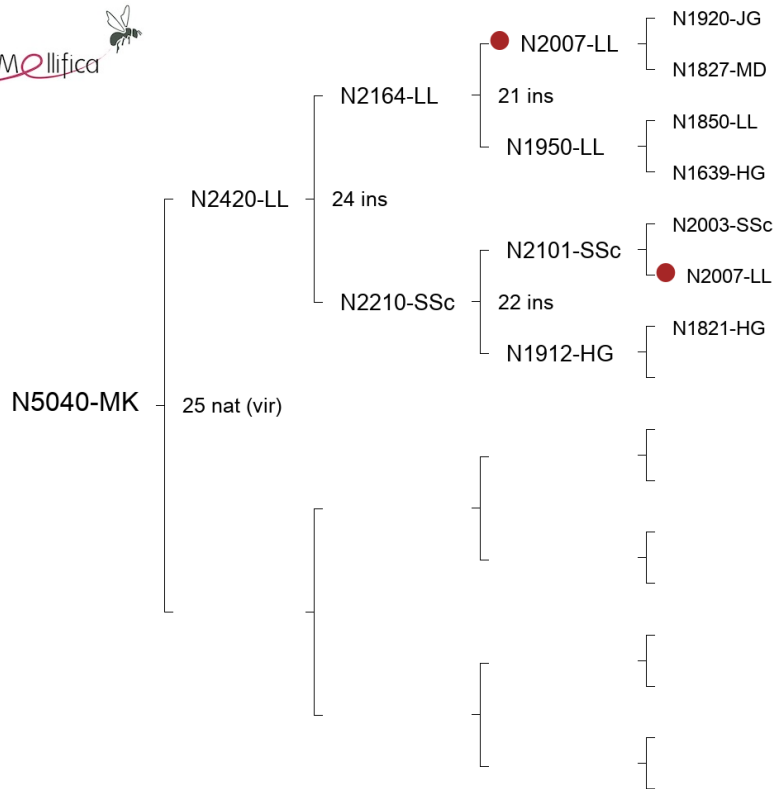 Mellifica
N1920-JG
N2007-LL
N1827-MD
N2164-LL
21 ins
N1850-LL
N1950-LL
N1639-HG
N2420-LL
24 ins
N2003-SSc
N2101-SSc
N2007-LL
N2210-SSc
22 ins
N1821-HG
N1912-HG
N5040-MK
25 nat (vir)